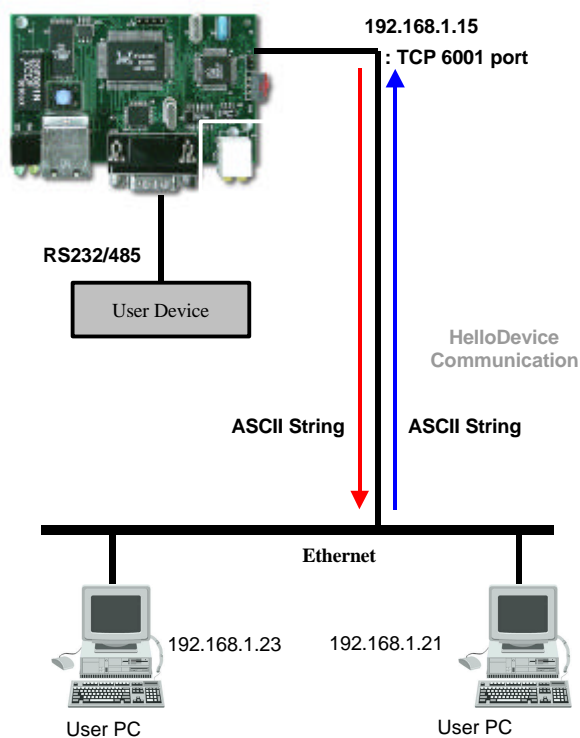 192.168.1.15
: TCP 6001 port
RS232/485
User Device
HelloDevice
Communication
ASCII String
ASCII String
Ethernet
192.168.1.23
192.168.1.21
User PC
User PC